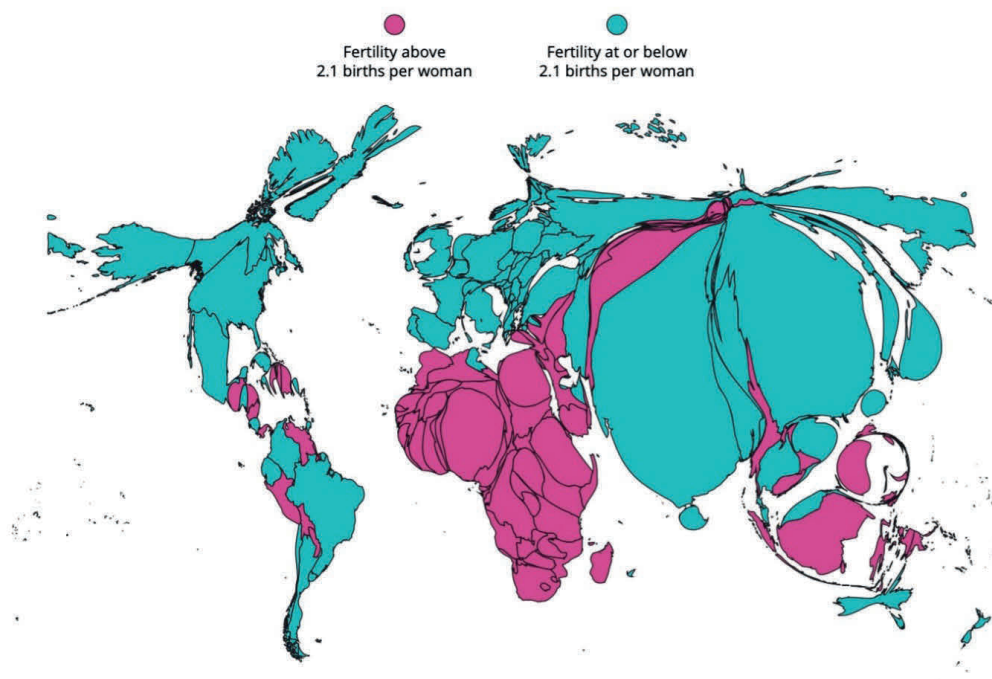 Fertility above
2.1 births per woman
Fertility at or below
2.1 births per woman